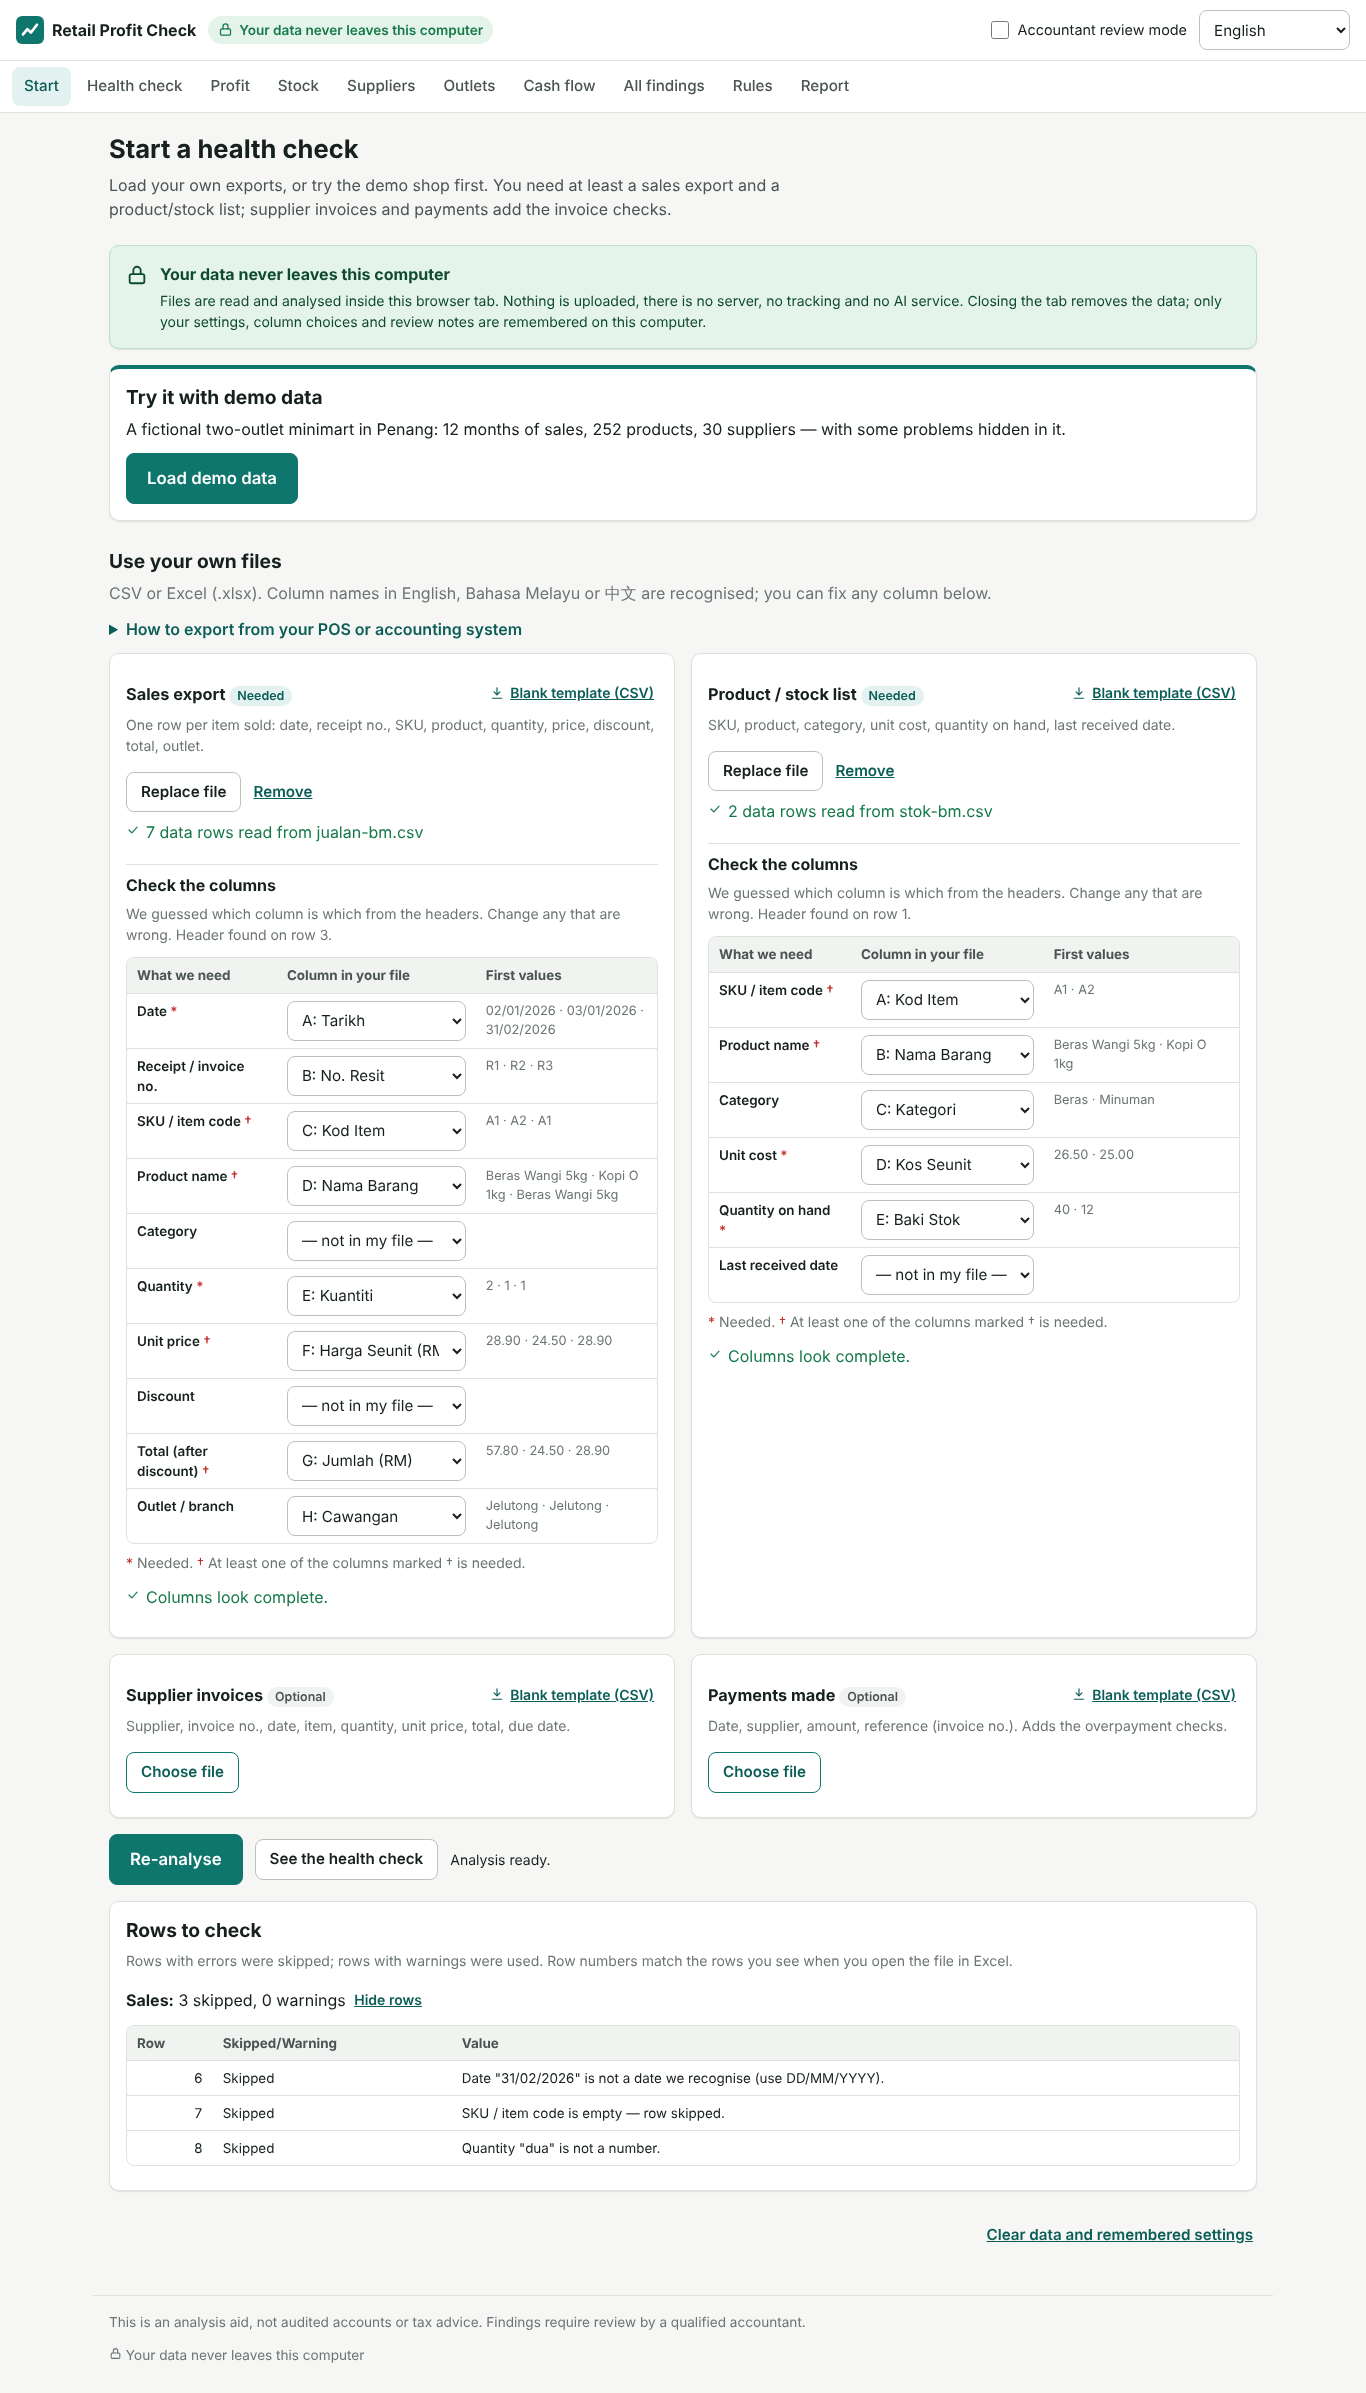 Retail Profit Check
Your data never leaves this computer
Accountant review mode
English
Start
Health check
Profit
Stock
Suppliers
Outlets
Cash flow
All findings
Rules
Report
Start a health check
Load your own exports, or try the demo shop first. You need at least a sales export and a
product/stock list; supplier invoices and payments add the invoice checks.
Your data never leaves this computer
Files are read and analysed inside this browser tab. Nothing is uploaded, there is no server, no tracking and no AI service. Closing the tab removes the data; only
your settings, column choices and review notes are remembered on this computer.
Try it with demo data
A fictional two-outlet minimart in Penang: 12 months of sales, 252 products, 30 suppliers — with some problems hidden in it.
Load demo data
Use your own files
CSV or Excel (.xlsx). Column names in English, Bahasa Melayu or 中文 are recognised; you can fix any column below.
How to export from your POS or accounting system
Sales export Needed
Blank template (CSV)
One row per item sold: date, receipt no., SKU, product, quantity, price, discount,
total, outlet.
Replace file
Remove
✓ 7 data rows read from jualan-bm.csv
Check the columns
We guessed which column is which from the headers. Change any that are
wrong. Header found on row 3.
What we need Column in your file First values
Date * A: Tarikh 02/01/2026 · 03/01/2026 ·
31/02/2026
Receipt / invoice
no. B: No. Resit R1 · R2 · R3
SKU / item code † C: Kod Item A1 · A2 · A1
Product name † D: Nama Barang Beras Wangi 5kg · Kopi O
1kg · Beras Wangi 5kg
Category — not in my file —
Quantity * E: Kuantiti 2 · 1 · 1
Unit price † F: Harga Seunit (RM 28.90 · 24.50 · 28.90
Discount — not in my file —
Total (after
discount) † G: Jumlah (RM) 57.80 · 24.50 · 28.90
Outlet / branch H: Cawangan Jelutong · Jelutong ·
Jelutong
* Needed. † At least one of the columns marked † is needed.
✓ Columns look complete.
Product / stock list Needed
Blank template (CSV)
SKU, product, category, unit cost, quantity on hand, last received date.
Replace file
Remove
✓ 2 data rows read from stok-bm.csv
Check the columns
We guessed which column is which from the headers. Change any that are
wrong. Header found on row 1.
What we need Column in your file First values
SKU / item code † A: Kod Item A1 · A2
Product name † B: Nama Barang Beras Wangi 5kg · Kopi O
1kg
Category C: Kategori Beras · Minuman
Unit cost * D: Kos Seunit 26.50 · 25.00
Quantity on hand
* E: Baki Stok 40 · 12
Last received date — not in my file —
* Needed. † At least one of the columns marked † is needed.
✓ Columns look complete.
Supplier invoices Optional
Blank template (CSV)
Supplier, invoice no., date, item, quantity, unit price, total, due date.
Choose file
Payments made Optional
Blank template (CSV)
Date, supplier, amount, reference (invoice no.). Adds the overpayment checks.
Choose file
Re-analyse
See the health check
Analysis ready.
Rows to check
Rows with errors were skipped; rows with warnings were used. Row numbers match the rows you see when you open the file in Excel.
Sales: 3 skipped, 0 warnings Hide rows
Row Skipped/Warning Value
6 Skipped Date "31/02/2026" is not a date we recognise (use DD/MM/YYYY).
7 Skipped SKU / item code is empty — row skipped.
8 Skipped Quantity "dua" is not a number.
Clear data and remembered settings
This is an analysis aid, not audited accounts or tax advice. Findings require review by a qualified accountant.
Your data never leaves this computer